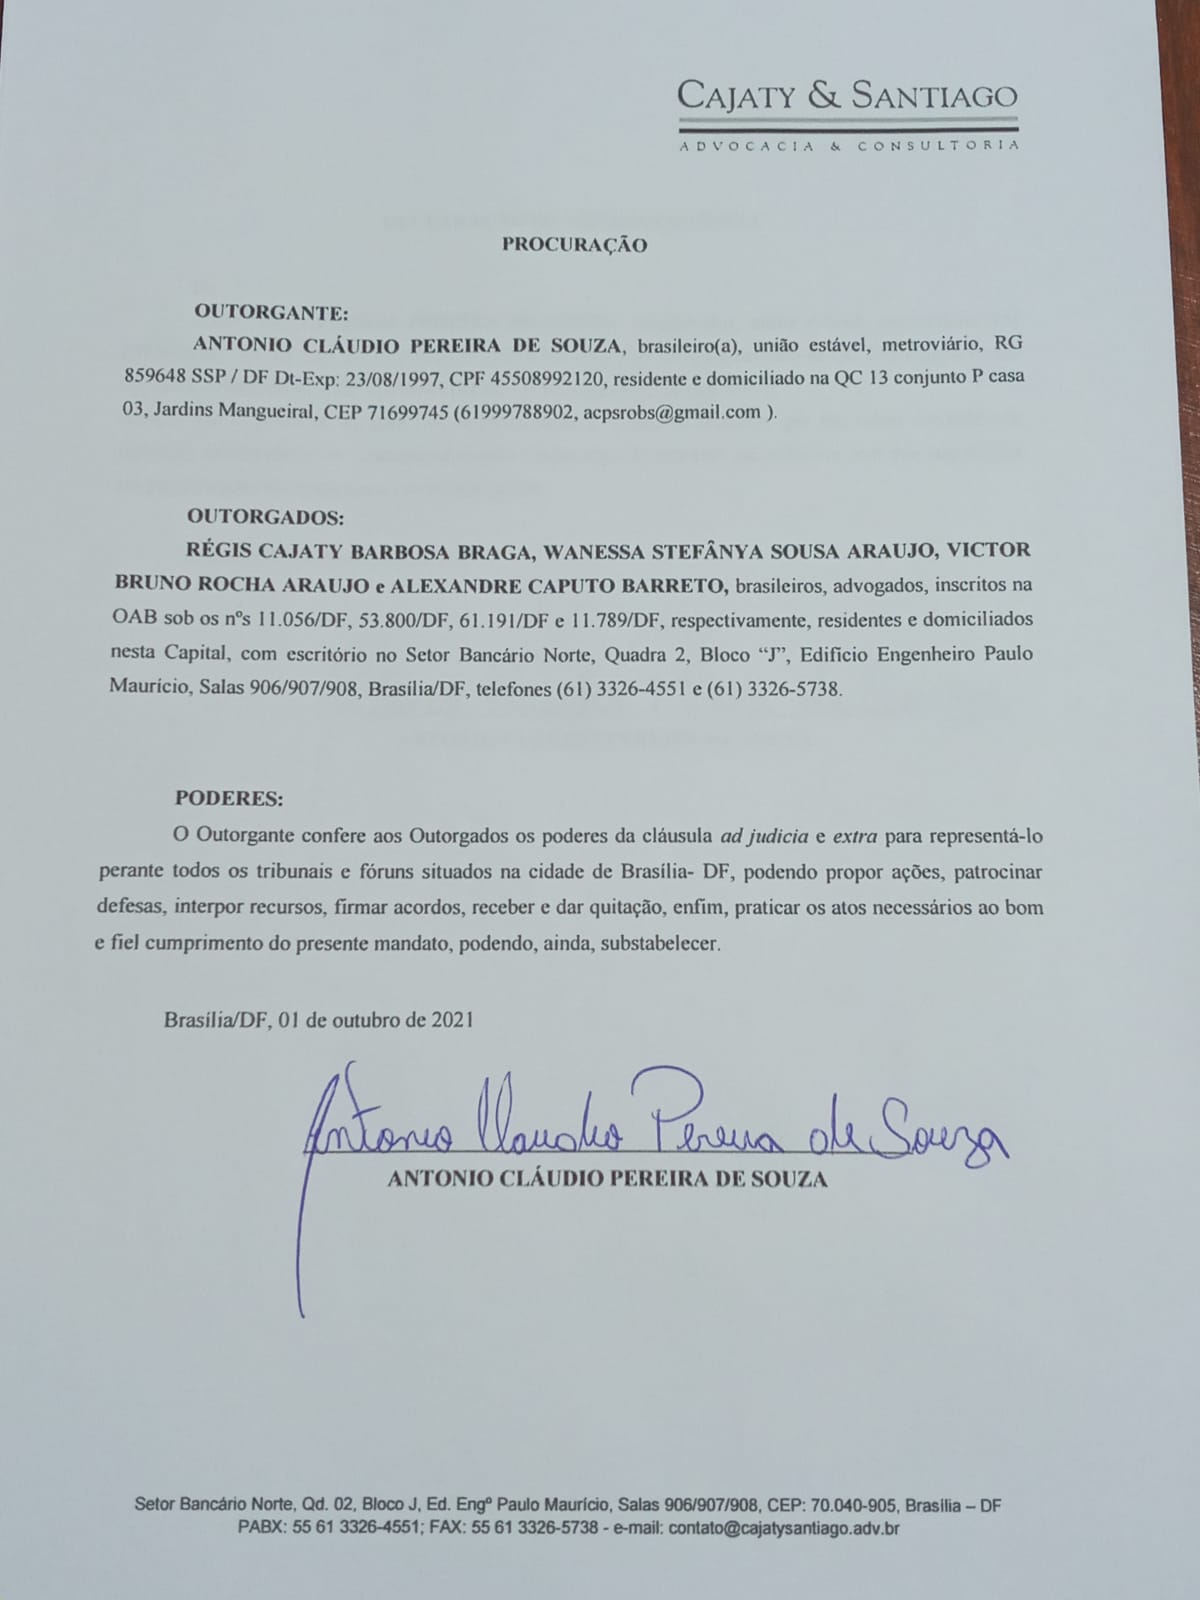 CAJATY & SANTIAGO
ADVOCACIA & CONSULTORIA
PROCURAÇÃO
OUTORGANTE:
ANTONIO CLÁUDIO PEREIRA DE SOUZA, brasileiro(a), união estável, metroviário, RG
859648 SSP / DF Dt-Exp: 23/08/1997, CPF 45508992120, residente e domiciliado na QC 13 conjunto P casa
03, Jardins Mangueiral, CEP 71699745 (61999788902, acpsrobs@gmail.com ).
OUTORGADOS:
RÉGIS CAJATY BARBOSA BRAGA, WANESSA STEFÂNYA SOUSA ARAUJO, VICTOR
BRUNO ROCHA ARAUJO e ALEXANDRE CAPUTO BARRETO, brasileiros, advogados, inscritos na
OAB sob os nºs 11.056/DF, 53.800/DF, 61.191/DF e 11.789/DF, respectivamente, residentes e domiciliados
nesta Capital, com escritório no Setor Bancário Norte, Quadra 2, Bloco “J”, Edifício Engenheiro Paulo
Maurício, Salas 906/907/908, Brasília/DF, telefones (61) 3326-4551 e (61) 3326-5738.
PODERES:
O Outorgante confere aos Outorgados os poderes da cláusula ad judicia e extra para representá-lo
perante todos os tribunais e fóruns situados na cidade de Brasília- DF, podendo propor ações, patrocinar
defesas, interpor recursos, firmar acordos, receber e dar quitação, enfim, praticar os atos necessários ao bom
e fiel cumprimento do presente mandato, podendo, ainda, substabelecer.
Brasília/DF, 01 de outubro de 2021
Antonio Claudio Pereira de Souza
ANTONIO CLÁUDIO PEREIRA DE SOUZA
Setor Bancário Norte, Qd. 02, Bloco J, Ed. Engº Paulo Maurício, Salas 906/907/908, CEP: 70.040-905, Brasília – DF
PABX: 55 61 3326-4551; FAX: 55 61 3326-5738 - e-mail: contato@cajatysantiago.adv.br